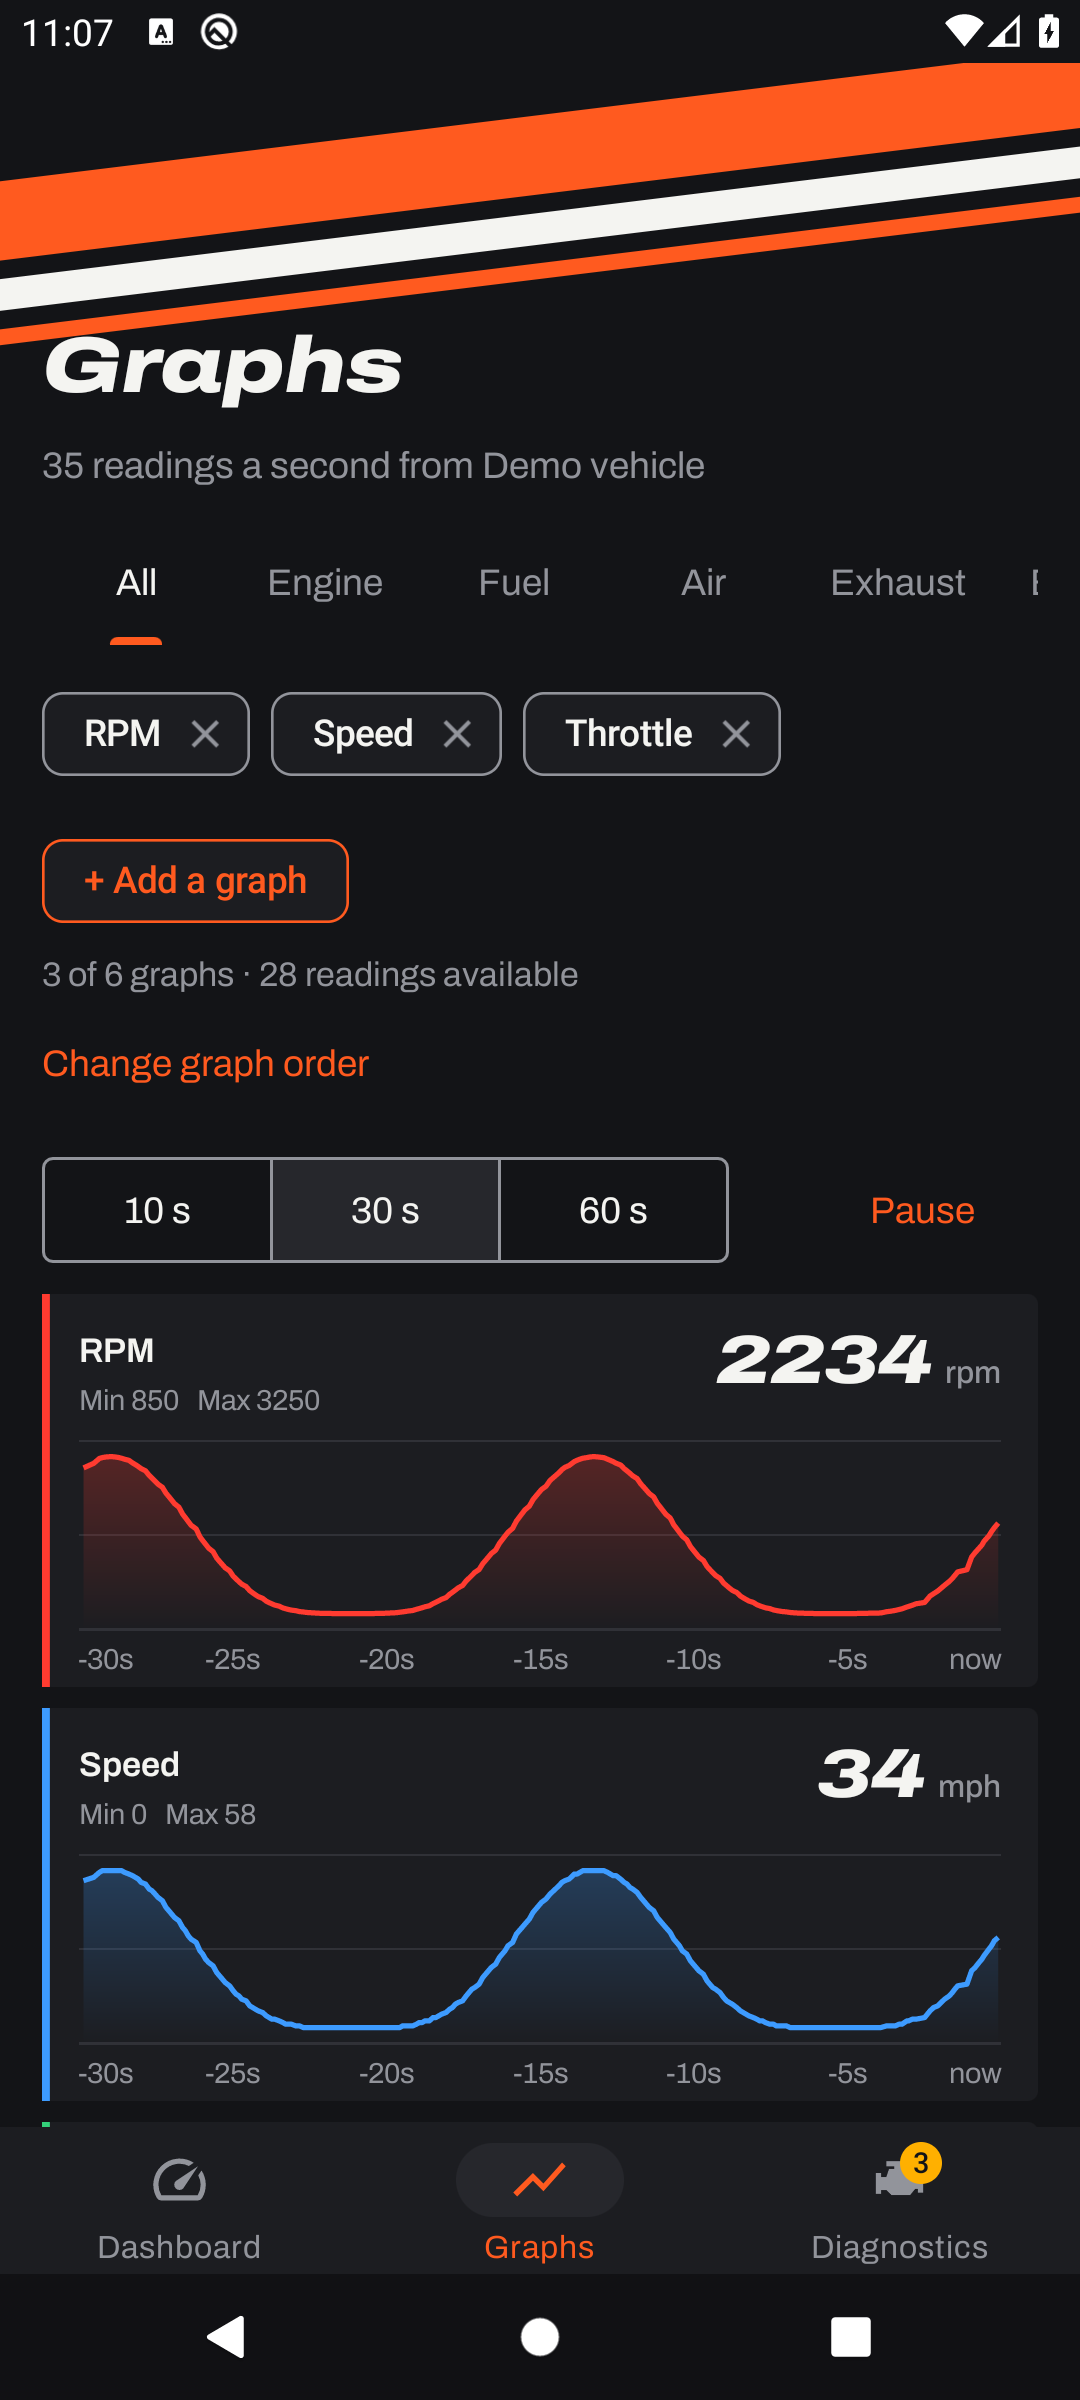 11:07
Graphs
35 readings a second from Demo vehicle
All Engine Fuel Air Exhaust
RPM Speed Throttle
+ Add a graph
3 of 6 graphs · 28 readings available
Change graph order
10 s 30 s 60 s Pause
RPM 2234 rpm
Min 850 Max 3250
-30s -25s -20s -15s -10s -5s now
Speed 34 mph
Min 0 Max 58
-30s -25s -20s -15s -10s -5s now
3
Dashboard Graphs Diagnostics